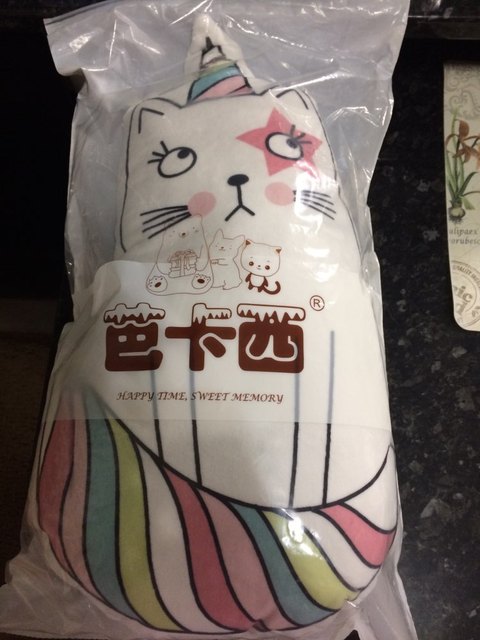 芭卡西®
HAPPY TIME, SWEET MEMORY